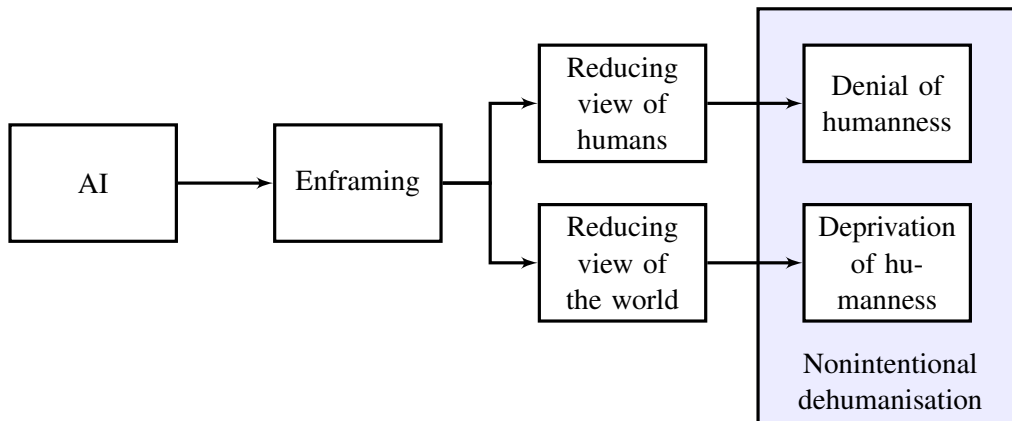 AI
Enframing
Reducing
view of
humans
Denial of
humanness
Reducing
view of
the world
Deprivation
of hu-
manness
Nonintentional
dehumanisation